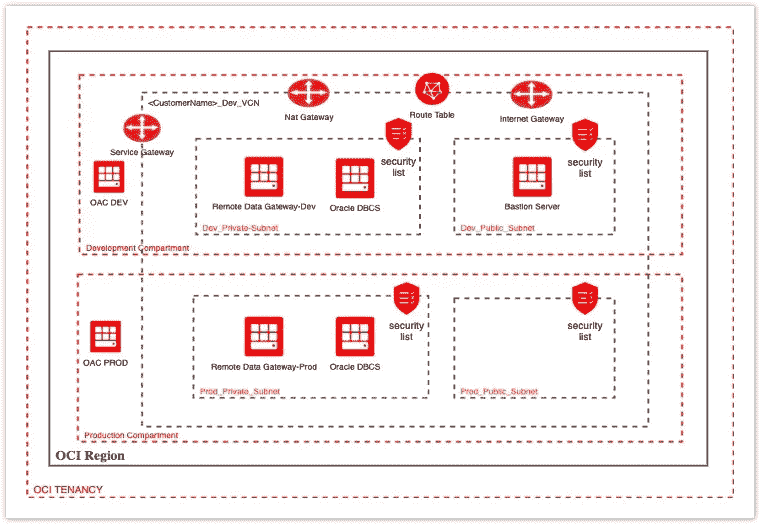 <CustomerName>_Dev_VCN
Nat Gateway
Route Table
Internet Gateway
Service Gateway
security
list
security
list
OAC DEV
Remote Data Gateway-Dev
Oracle DBCS
Bastion Server
Dev_Private-Subnet
Dev_Public_Subnet
Development Compartment
security
list
security
list
OAC PROD
Remote Data Gateway-Prod
Oracle DBCS
Prod_Private_Subnet
Prod_Public_Subnet
Production Compartment
OCI Region
OCI TENANCY